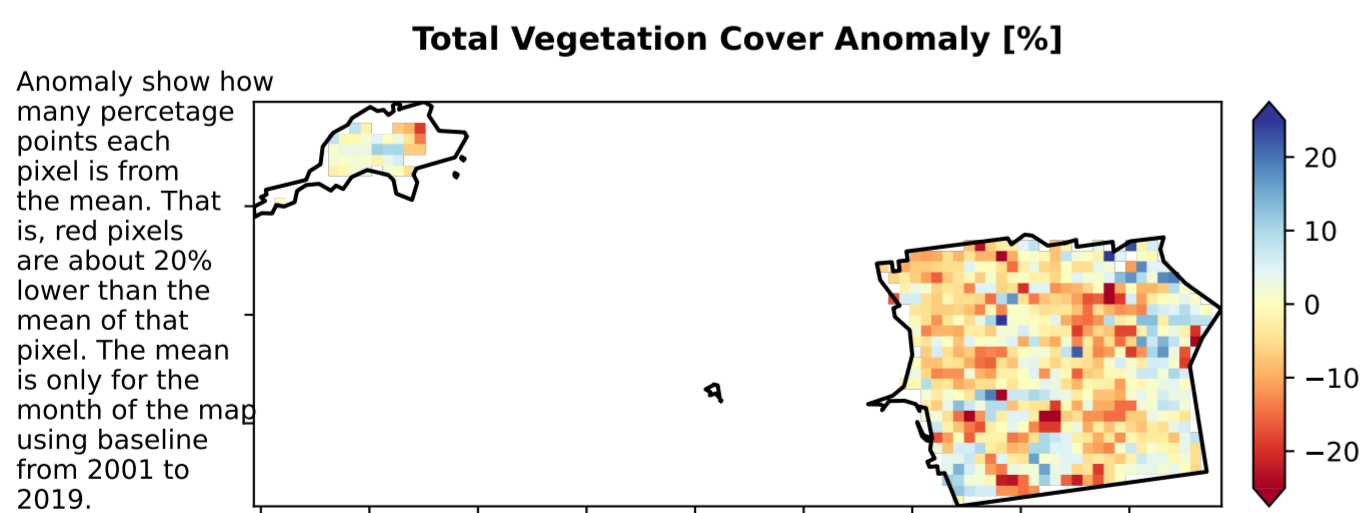 Total Vegetation Cover Anomaly [%]
Anomaly show how
many percetage
points each
pixel is from
the mean. That
is, red pixels
are about 20%
lower than the
mean of that
pixel. The mean
is only for the
month of the map
using baseline
from 2001 to
2019.
20
10
0
−10
−20